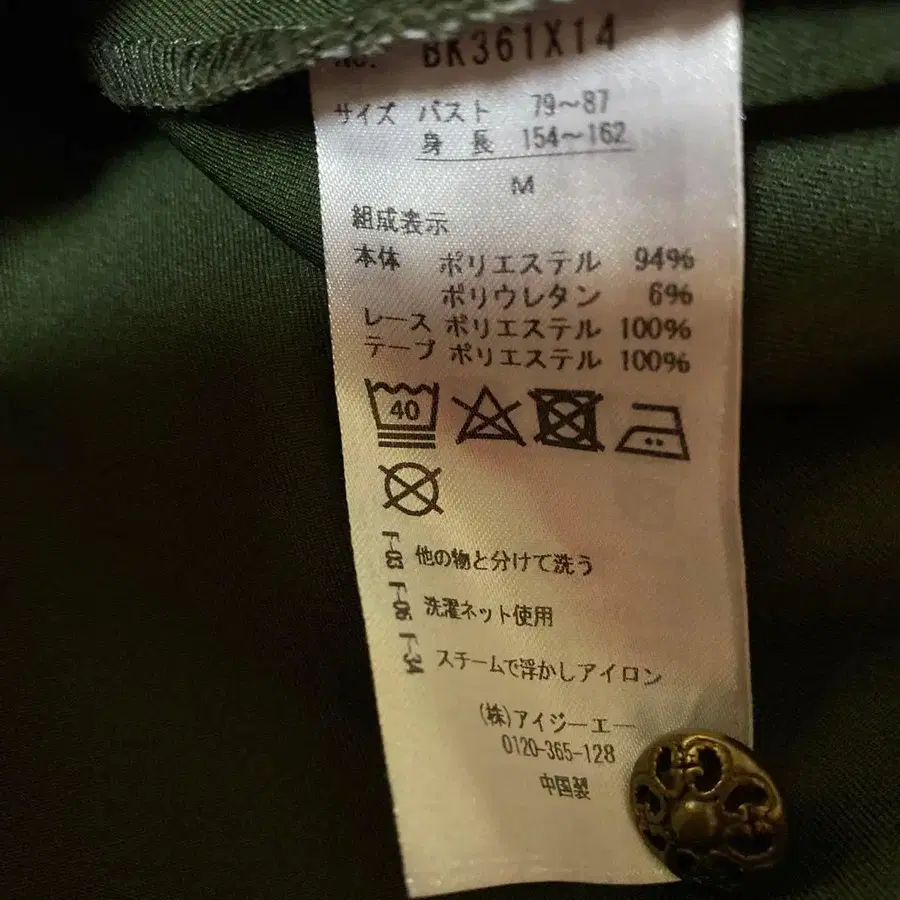 No. BK361X14
サイズ バスト 79～87
身長 154～162
M
組成表示
本体 ポリエステル 94%
ポリウレタン 6%
レース ポリエステル 100%
テープ ポリエステル 100%
40
F-03 他の物と分けて洗う
F-05 洗濯ネット使用
F-34 スチームで浮かしアイロン
(株)アイジーエー
0120-365-128
中国製